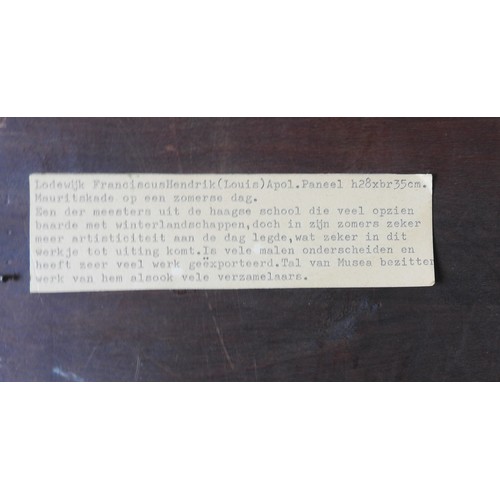 Lodewijk FranciscusHendrik(Louis)Apol.Paneel h28xbr35cm.
Mauritskade op een zomerse dag.
Een der meesters uit de haagse school die veel opzien
baarde met winterlandschappen,doch in zijn zomers zeker
meer artisticiteit aan de dag legde,wat zeker in dit
werkje tot uiting komt.Is vele malen onderscheiden en
heeft zeer veel werk geëxporteerd.Tal van Musea bezitten
werk van hem alsook vele verzamelaars.